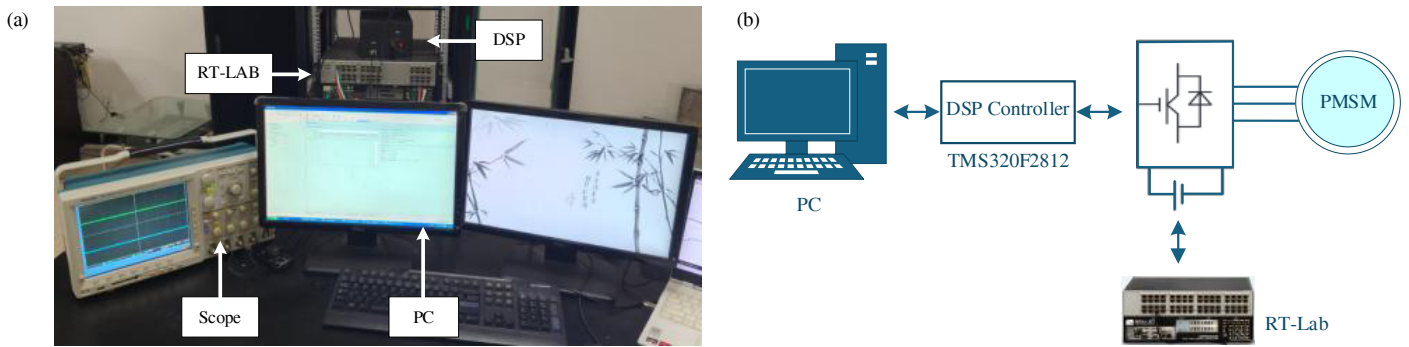 (a)
DSP
RT-LAB
Scope
PC
(b)
DSP Controller
TMS320F2812
PC
PMSM
RT-Lab